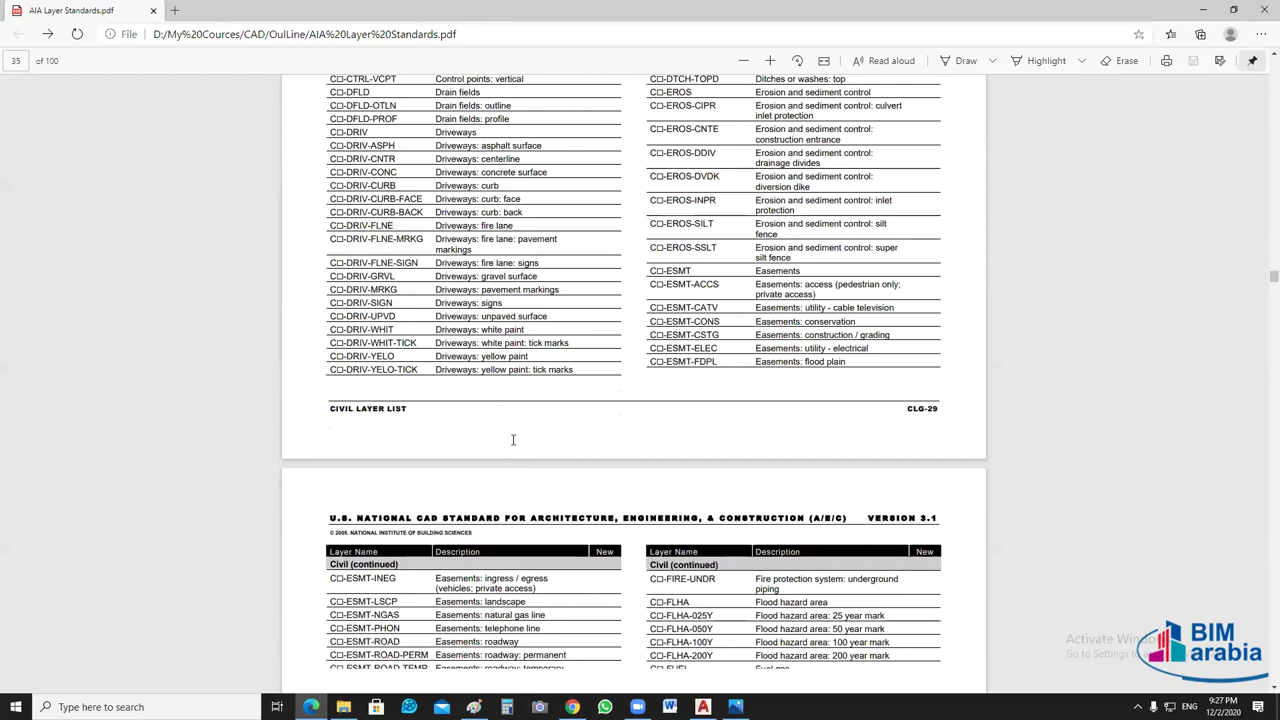 AIA Layer Standards.pdf
File
D:/My%20Cources/CAD/OulLine/AIA%20Layer%20Standards.pdf
35 of 100
Read aloud
Draw
Highlight
Erase
C□-CTRL-VCPT Control points: vertical
C□-DFLD Drain fields
C□-DFLD-OTLN Drain fields: outline
C□-DFLD-PROF Drain fields: profile
C□-DRIV Driveways
C□-DRIV-ASPH Driveways: asphalt surface
C□-DRIV-CNTR Driveways: centerline
C□-DRIV-CONC Driveways: concrete surface
C□-DRIV-CURB Driveways: curb
C□-DRIV-CURB-FACE Driveways: curb: face
C□-DRIV-CURB-BACK Driveways: curb: back
C□-DRIV-FLNE Driveways: fire lane
C□-DRIV-FLNE-MRKG Driveways: fire lane: pavement
markings
C□-DRIV-FLNE-SIGN Driveways: fire lane: signs
C□-DRIV-GRVL Driveways: gravel surface
C□-DRIV-MRKG Driveways: pavement markings
C□-DRIV-SIGN Driveways: signs
C□-DRIV-UPVD Driveways: unpaved surface
C□-DRIV-WHIT Driveways: white paint
C□-DRIV-WHIT-TICK Driveways: white paint: tick marks
C□-DRIV-YELO Driveways: yellow paint
C□-DRIV-YELO-TICK Driveways: yellow paint: tick marks
C□-DTCH-TOPD Ditches or washes: top
C□-EROS Erosion and sediment control
C□-EROS-CIPR Erosion and sediment control: culvert
inlet protection
C□-EROS-CNTE Erosion and sediment control:
construction entrance
C□-EROS-DDIV Erosion and sediment control:
drainage divides
C□-EROS-DVDK Erosion and sediment control:
diversion dike
C□-EROS-INPR Erosion and sediment control: inlet
protection
C□-EROS-SILT Erosion and sediment control: silt
fence
C□-EROS-SSLT Erosion and sediment control: super
silt fence
C□-ESMT Easements
C□-ESMT-ACCS Easements: access (pedestrian only;
private access)
C□-ESMT-CATV Easements: utility - cable television
C□-ESMT-CONS Easements: conservation
C□-ESMT-CSTG Easements: construction / grading
C□-ESMT-ELEC Easements: utility - electrical
C□-ESMT-FDPL Easements: flood plain
CIVIL LAYER LIST CLG-29
U.S. NATIONAL CAD STANDARD FOR ARCHITECTURE, ENGINEERING, & CONSTRUCTION (A/E/C) VERSION 3.1
© 2005. NATIONAL INSTITUTE OF BUILDING SCIENCES
Layer Name Description New
Civil (continued)
C□-ESMT-INEG Easements: ingress / egress
(vehicles; private access)
C□-ESMT-LSCP Easements: landscape
C□-ESMT-NGAS Easements: natural gas line
C□-ESMT-PHON Easements: telephone line
C□-ESMT-ROAD Easements: roadway
C□-ESMT-ROAD-PERM Easements: roadway: permanent
C□-ESMT-ROAD-TEMP Easements: roadway: temporary
Layer Name Description New
Civil (continued)
C□-FIRE-UNDR Fire protection system: underground
piping
C□-FLHA Flood hazard area
C□-FLHA-025Y Flood hazard area: 25 year mark
C□-FLHA-050Y Flood hazard area: 50 year mark
C□-FLHA-100Y Flood hazard area: 100 year mark
C□-FLHA-200Y Flood hazard area: 200 year mark
C□-FUEL Fuel gas
Activate Windo
Go to Settings to
BIM
arabia
Type here to search
ENG
9:27 PM
12/2/2020